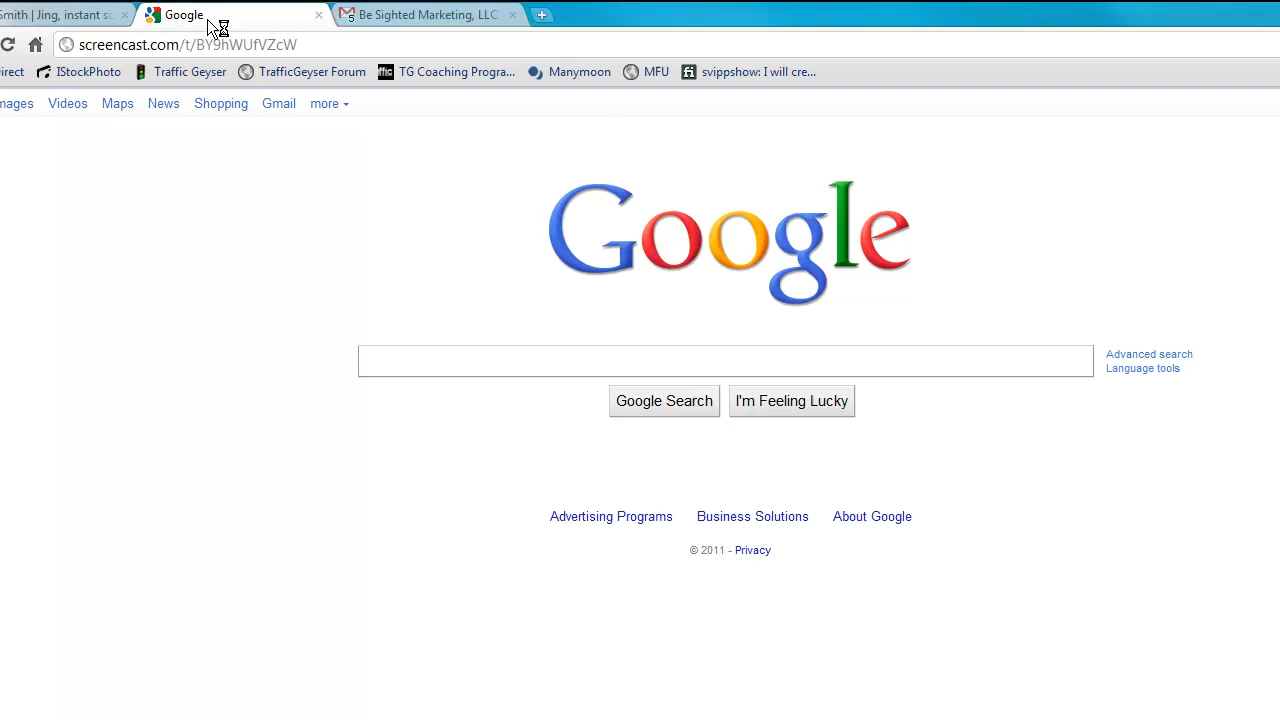 Smith | Jing, instant sc Google Be Sighted Marketing, LLC
screencast.com/t/BY9hWUfVZcW
irect IStockPhoto Traffic Geyser TrafficGeyser Forum TG Coaching Progra... Manymoon MFU svippshow: I will cre...
mages Videos Maps News Shopping Gmail more
Google
Advanced search
Language tools
Google Search I'm Feeling Lucky
Advertising Programs Business Solutions About Google
© 2011 - Privacy